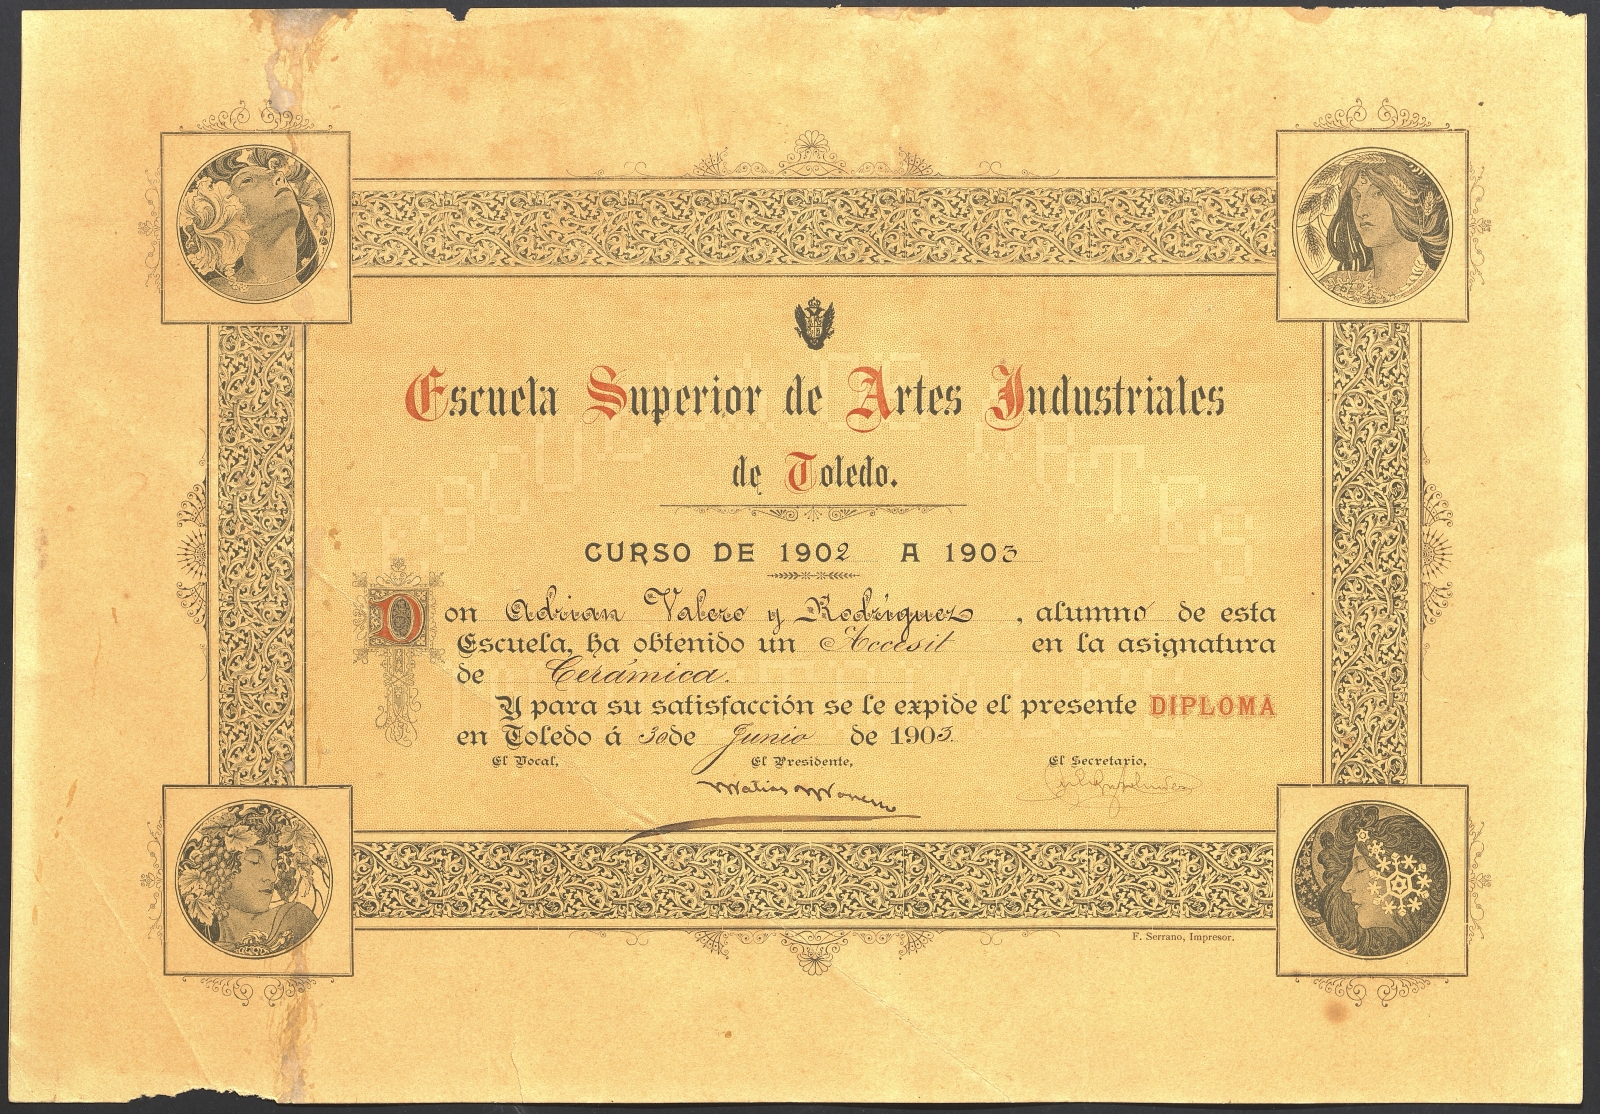 Escuela Superior de Artes Industriales
de Toledo.
CURSO DE 1902 A 1903
Don Adrian Valero y Rodríguez, alumno de esta
Escuela, ha obtenido un Accesit en la asignatura
de Cerámica.
Y para su satisfacción se le expide el presente DIPLOMA
en Toledo á 30 de Junio de 1903.
El Vocal, El Presidente, El Secretario,
Matias Moreno
F. Serrano, Impresor.